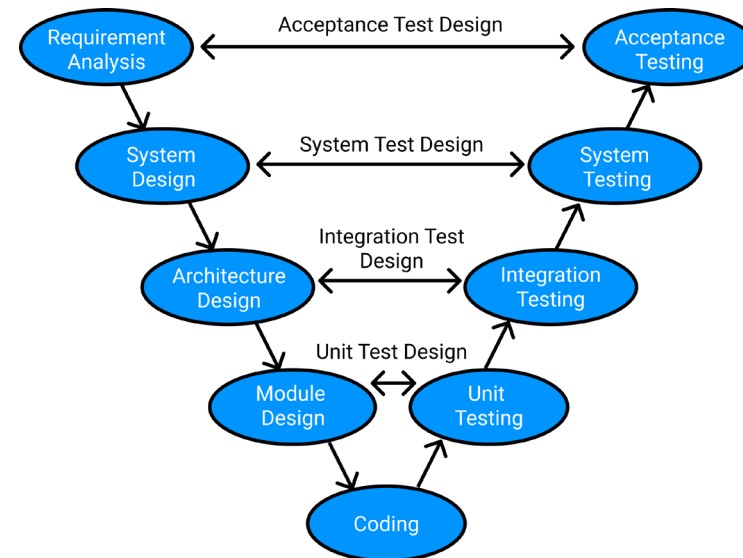 Requirement
Analysis
Acceptance Test Design
Acceptance
Testing
System
Design
System Test Design
System
Testing
Architecture
Design
Integration Test
Design
Integration
Testing
Module
Design
Unit Test Design
Unit
Testing
Coding